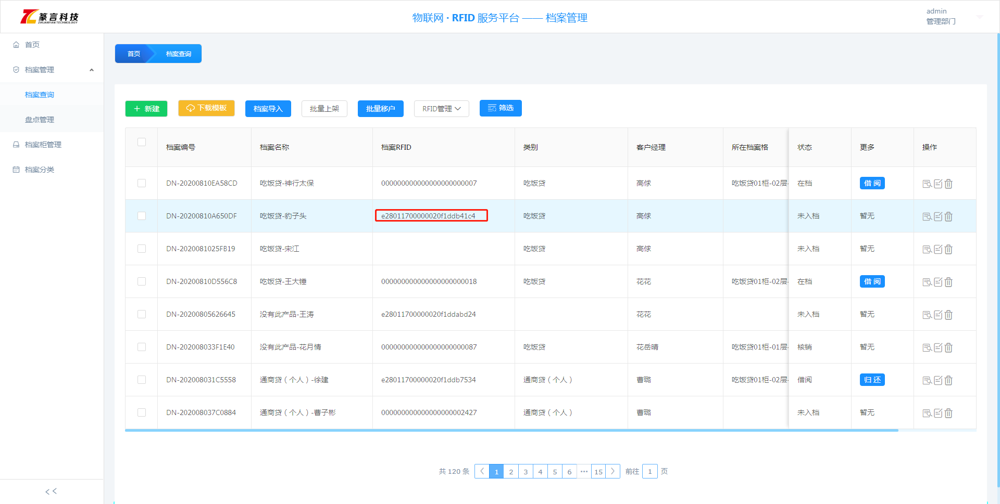 篆言科技
ZHUANYAN TECHNOLOGY
物联网 · RFID 服务平台 —— 档案管理
admin
管理部门
首页
档案管理
档案查询
盘点管理
档案柜管理
档案分类
<<
首页 档案查询
+ 新建 下载模板 档案导入 批量上架 批量移户 RFID管理 筛选
档案编号 档案名称 档案RFID 类别 客户经理 所在档案格 状态 更多 操作
DN-20200810EA58CD 吃饭贷-神行太保 000000000000000000000007 吃饭贷 高俅 吃饭贷01柜-02层- 在档 借阅
DN-20200810A650DF 吃饭贷-豹子头 e28011700000020f1ddb41c4 吃饭贷 高俅 未入档 暂无
DN-2020081025FB19 吃饭贷-宋江 吃饭贷 高俅 未入档 暂无
DN-20200810D556C8 吃饭贷-王大锤 000000000000000000000018 吃饭贷 花花 吃饭贷01柜-02层- 在档 借阅
DN-20200805626645 没有此产品-王涛 e28011700000020f1ddabd24 花花 未入档 暂无
DN-202008033F1E40 没有此产品-花月情 000000000000000000000087 吃饭贷 花岳晴 吃饭贷01柜-01层- 核销 暂无
DN-202008031C5558 通商贷（个人）-徐建 e28011700000020f1ddb7534 通商贷（个人） 曹璐 吃饭贷01柜-02层- 借阅 归还
DN-202008037C0884 通商贷（个人）-曹子彬 000000000000000000002427 通商贷（个人） 曹璐 未入档 暂无
共 120 条 < 1 2 3 4 5 6 ··· 15 > 前往 1 页